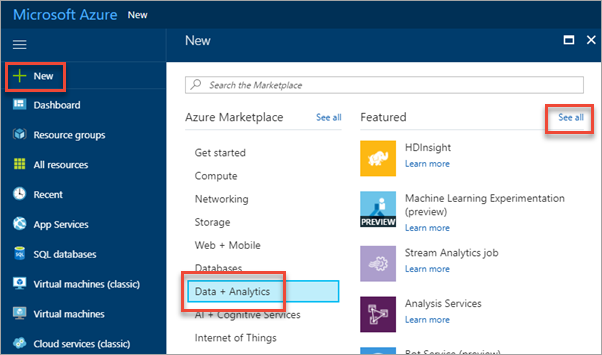 Microsoft Azure New
New
Dashboard
Resource groups
All resources
Recent
App Services
SQL databases
Virtual machines (classic)
Virtual machines
Cloud services (classic)
New
Search the Marketplace
Azure Marketplace See all
Get started
Compute
Networking
Storage
Web + Mobile
Databases
Data + Analytics
AI + Cognitive Services
Internet of Things
Featured See all
HDInsight
Learn more
PREVIEW
Machine Learning Experimentation
(preview)
Learn more
Stream Analytics job
Learn more
Analysis Services
Learn more
Bot Service (preview)